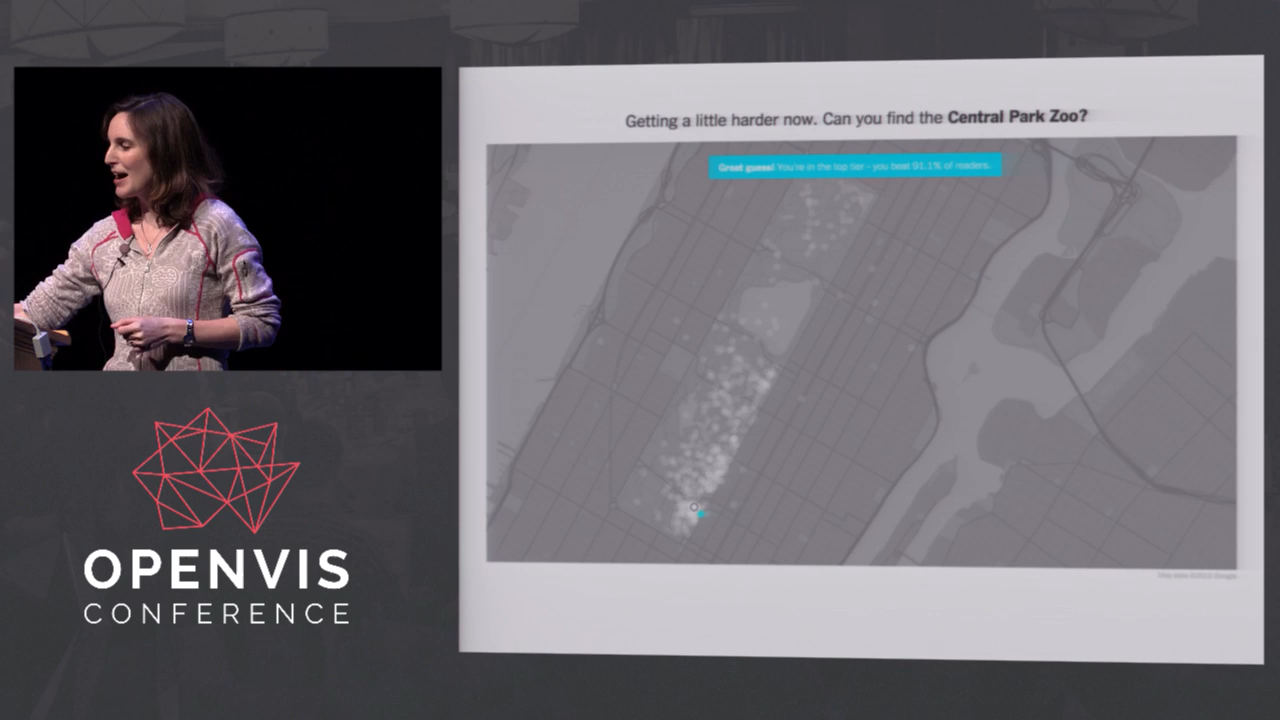 Getting a little harder now. Can you find the Central Park Zoo?
Great guess! You're in the top tier - you beat 91.1% of readers.
OPENVIS
CONFERENCE